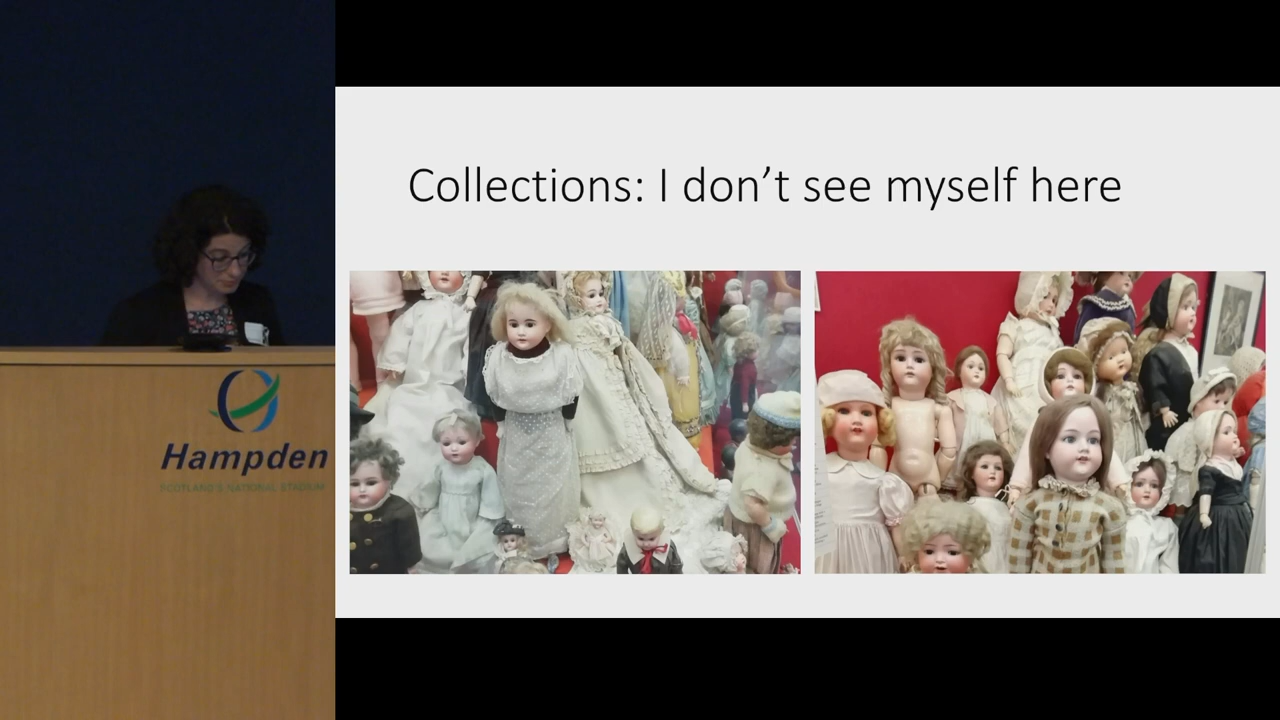 Collections: I don’t see myself here
Hampden
SCOTLAND'S NATIONAL STADIUM